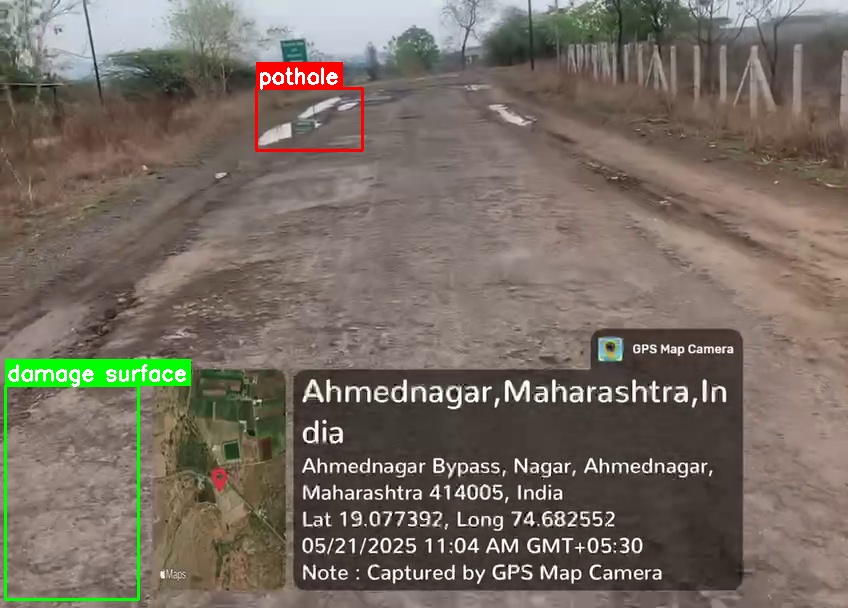 pothole
damage surface
GPS Map Camera
Ahmednagar,Maharashtra,In
dia
Ahmednagar Bypass, Nagar, Ahmednagar,
Maharashtra 414005, India
Lat 19.077392, Long 74.682552
05/21/2025 11:04 AM GMT+05:30
Note : Captured by GPS Map Camera
Maps